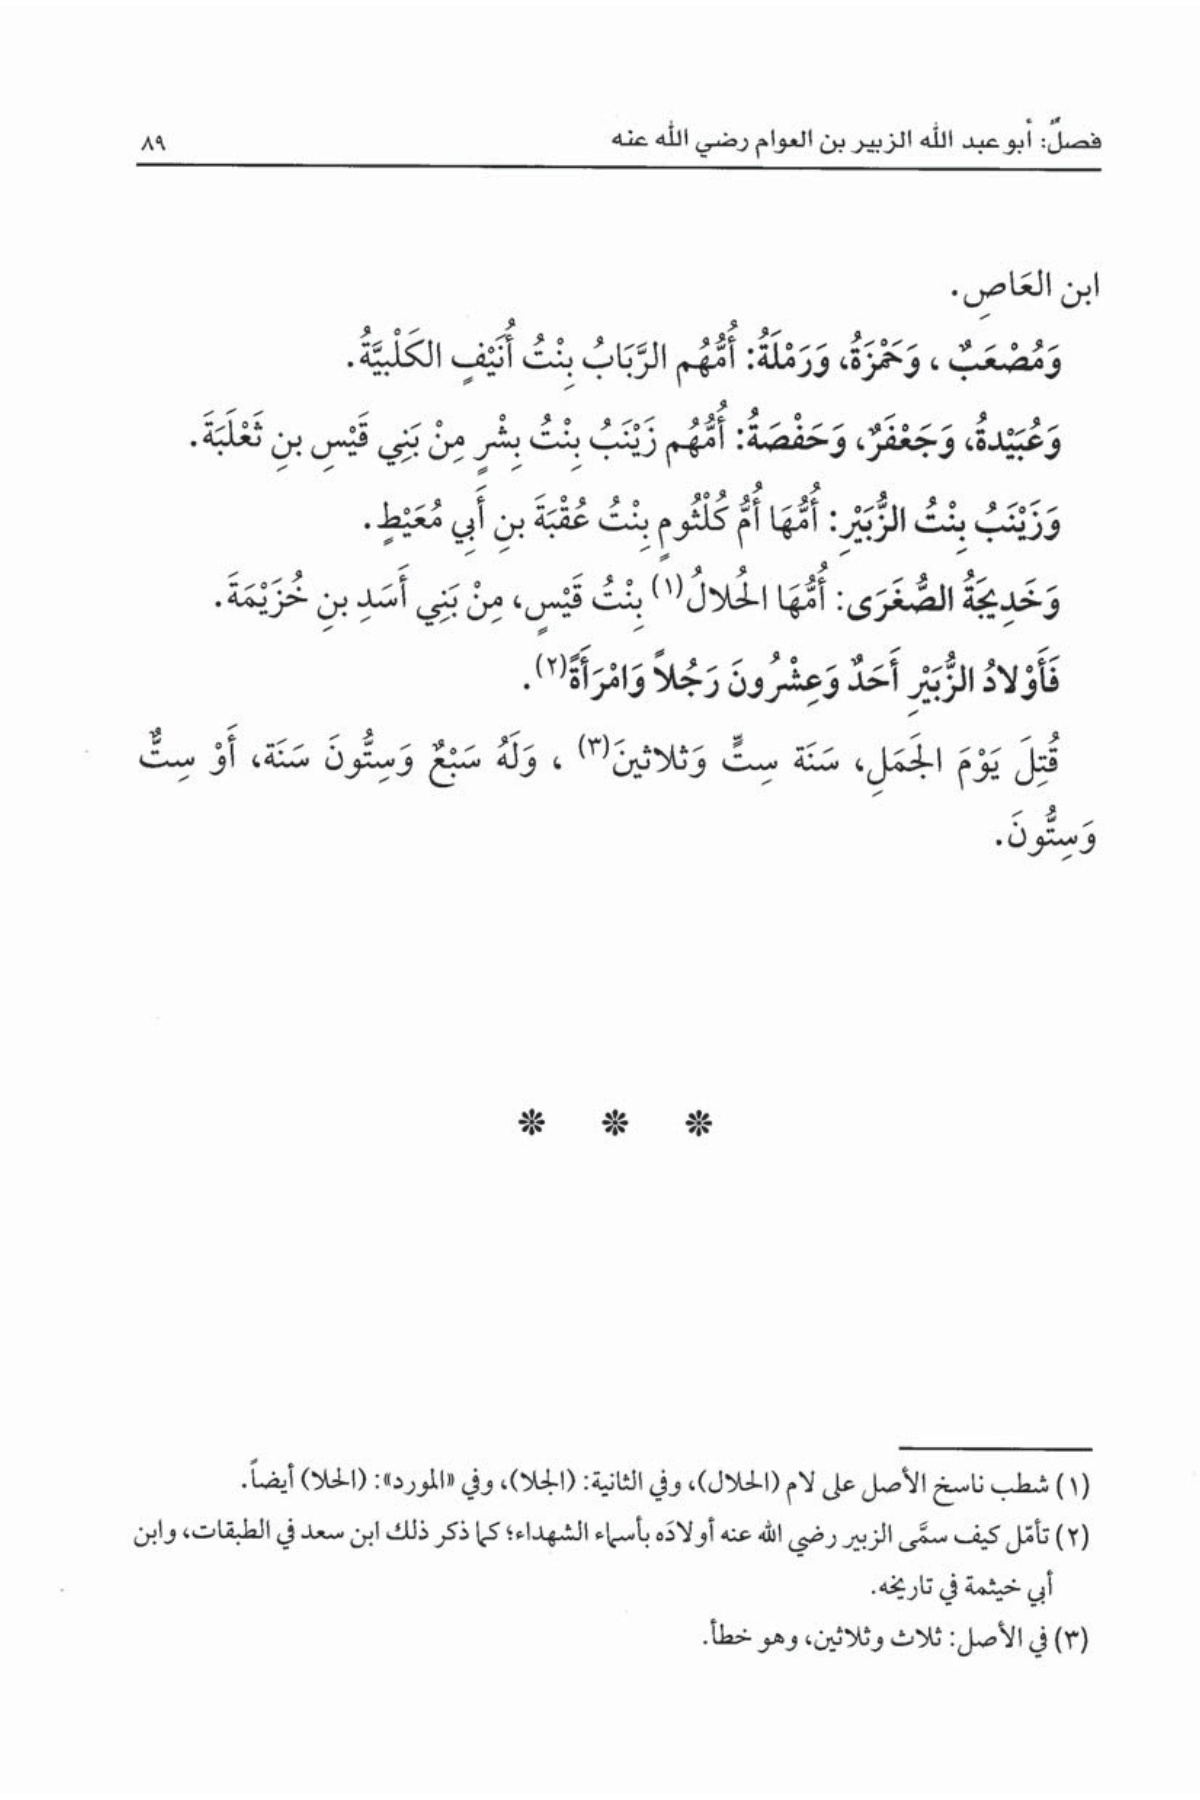 فصلٌ: أبو عبد الله الزبير بن العوام رضي الله عنه ٨٩
ابن العَاصِ.
وَمُصْعَبٌ ، وَحَمْزَةُ، وَرَمْلَةُ: أُمُّهُم الرَّبَابُ بِنْتُ أُنَيْفٍ الكَلْبيَّةُ.
وَعُبَيْدةُ، وَجَعْفَرٌ، وَحَفْصَةُ: أُمُّهُم زَيْنَبُ بِنْتُ بِشْرٍ مِنْ بَنِي قَيْسِ بنِ ثَعْلَبَةَ.
وَزَيْنَبُ بِنْتُ الزُّبَيْرِ: أُمُّهَا أُمُّ كُلْثُومٍ بِنْتُ عُقْبَةَ بنِ أَبِي مُعَيْطٍ.
وَخَدِيجَةُ الصُّغَرَى: أُمُّهَا الحُلالُ(١) بِنْتُ قَيْسٍ، مِنْ بَنِي أَسَدِ بنِ خُزَيْمَةَ.
فَأَوْلادُ الزُّبَيْرِ أَحَدٌ وَعِشْرُونَ رَجُلاً وَامْرَأَةً(٢).
قُتِلَ يَوْمَ الجَمَلِ، سَنَة سِتٍّ وَثلاثينَ(٣) ، وَلَهُ سَبْعٌ وَسِتُّونَ سَنَة، أَوْ سِتٌّ
وَسِتُّونَ.
(١) شطب ناسخ الأصل على لام (الحلال)، وفي الثانية: (الجلا)، وفي «المورد»: (الحلا) أيضاً.
(٢) تأمّل كيف سمَّى الزبير رضي الله عنه أولادَه بأسماء الشهداء؛ كما ذكر ذلك ابن سعد في الطبقات، وابن
أبي خيثمة في تاريخه.
(٣) في الأصل: ثلاث وثلاثين، وهو خطأ.